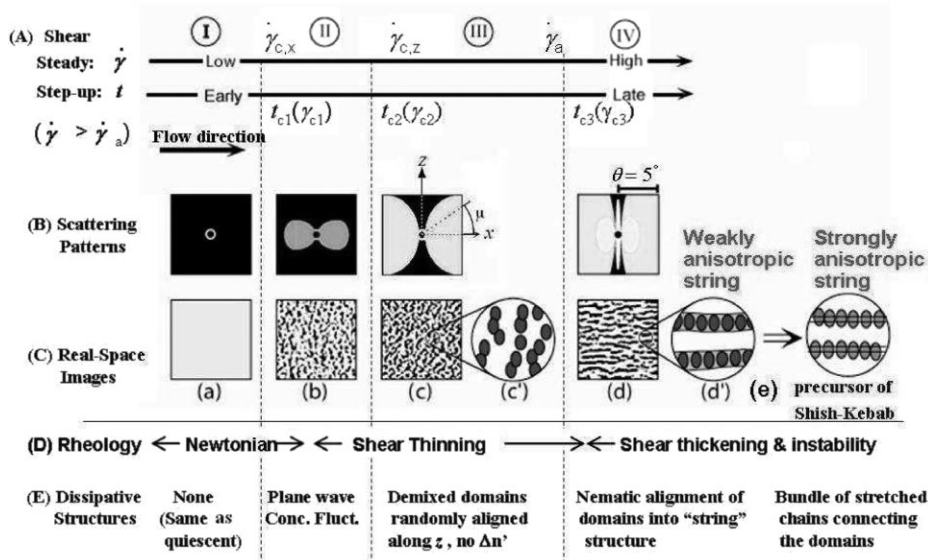 (A) Shear
Steady: γ̇
Step-up: t
(γ̇ > γ̇a)
I
γ̇c,x
II
γ̇c,z
III
γ̇a
IV
Low
High
Early
tc1(γc1)
tc2(γc2)
Late
tc3(γc3)
Flow direction
z
μ
x
θ = 5°
(B) Scattering
Patterns
Weakly
anisotropic
string
Strongly
anisotropic
string
(C) Real-Space
Images
(a)
(b)
(c)
(c')
(d)
(d')
(e)
precursor of
Shish-Kebab
(D) Rheology
Newtonian
Shear Thinning
Shear thickening & instability
(E) Dissipative
Structures
None
(Same as
quiescent)
Plane wave
Conc. Fluct.
Demixed domains
randomly aligned
along z , no Δn'
Nematic alignment of
domains into “string”
structure
Bundle of stretched
chains connecting
the domains